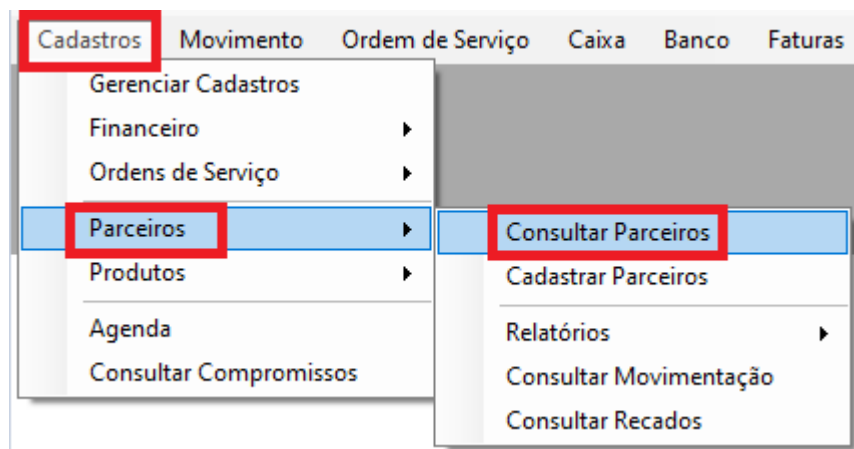 Cadastros Movimento Ordem de Serviço Caixa Banco Faturas
Gerenciar Cadastros
Financeiro
Ordens de Serviço
Parceiros
Produtos
Agenda
Consultar Compromissos
Consultar Parceiros
Cadastrar Parceiros
Relatórios
Consultar Movimentação
Consultar Recados